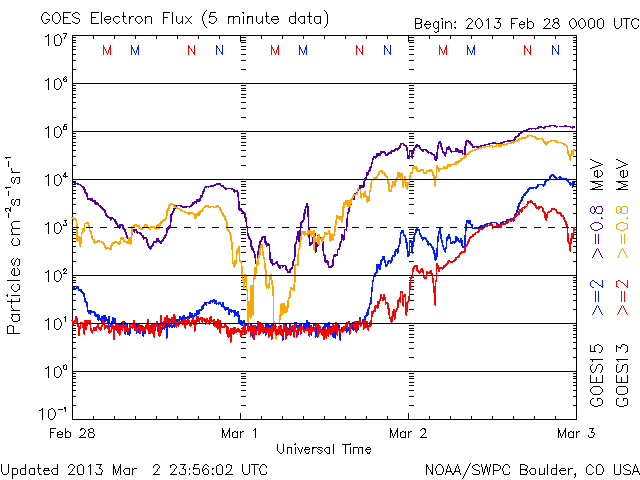 GOES Electron Flux (5 minute data)
Begin: 2013 Feb 28 0000 UTC
M M N N M M N N M M N N
10⁷
10⁶
10⁵
10⁴
10³
10²
10¹
10⁰
10⁻¹
Particles cm⁻²s⁻¹sr⁻¹
Feb 28 Mar 1 Mar 2 Mar 3
Universal Time
GOES15 >=2 >=0.8 MeV
GOES13 >=2 >=0.8 MeV
Updated 2013 Mar 2 23:56:02 UTC
NOAA/SWPC Boulder, CO USA